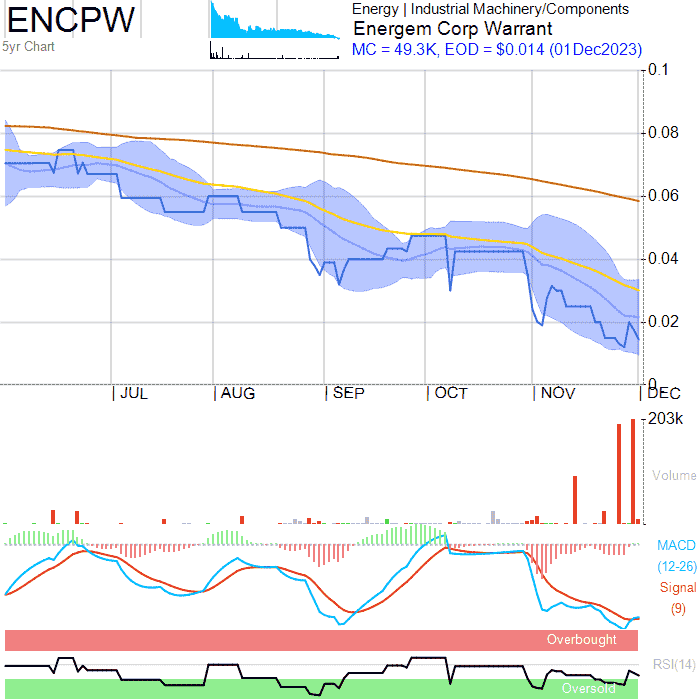 ENCPW
5yr Chart
Energy | Industrial Machinery/Components
Energem Corp Warrant
MC = 49.3K, EOD = $0.014 (01Dec2023)
0.1
0.08
0.06
0.04
0.02
0
JUL AUG SEP OCT NOV DEC
203k
Volume
MACD
(12-26)
Signal
(9)
Overbought
RSI(14)
Oversold